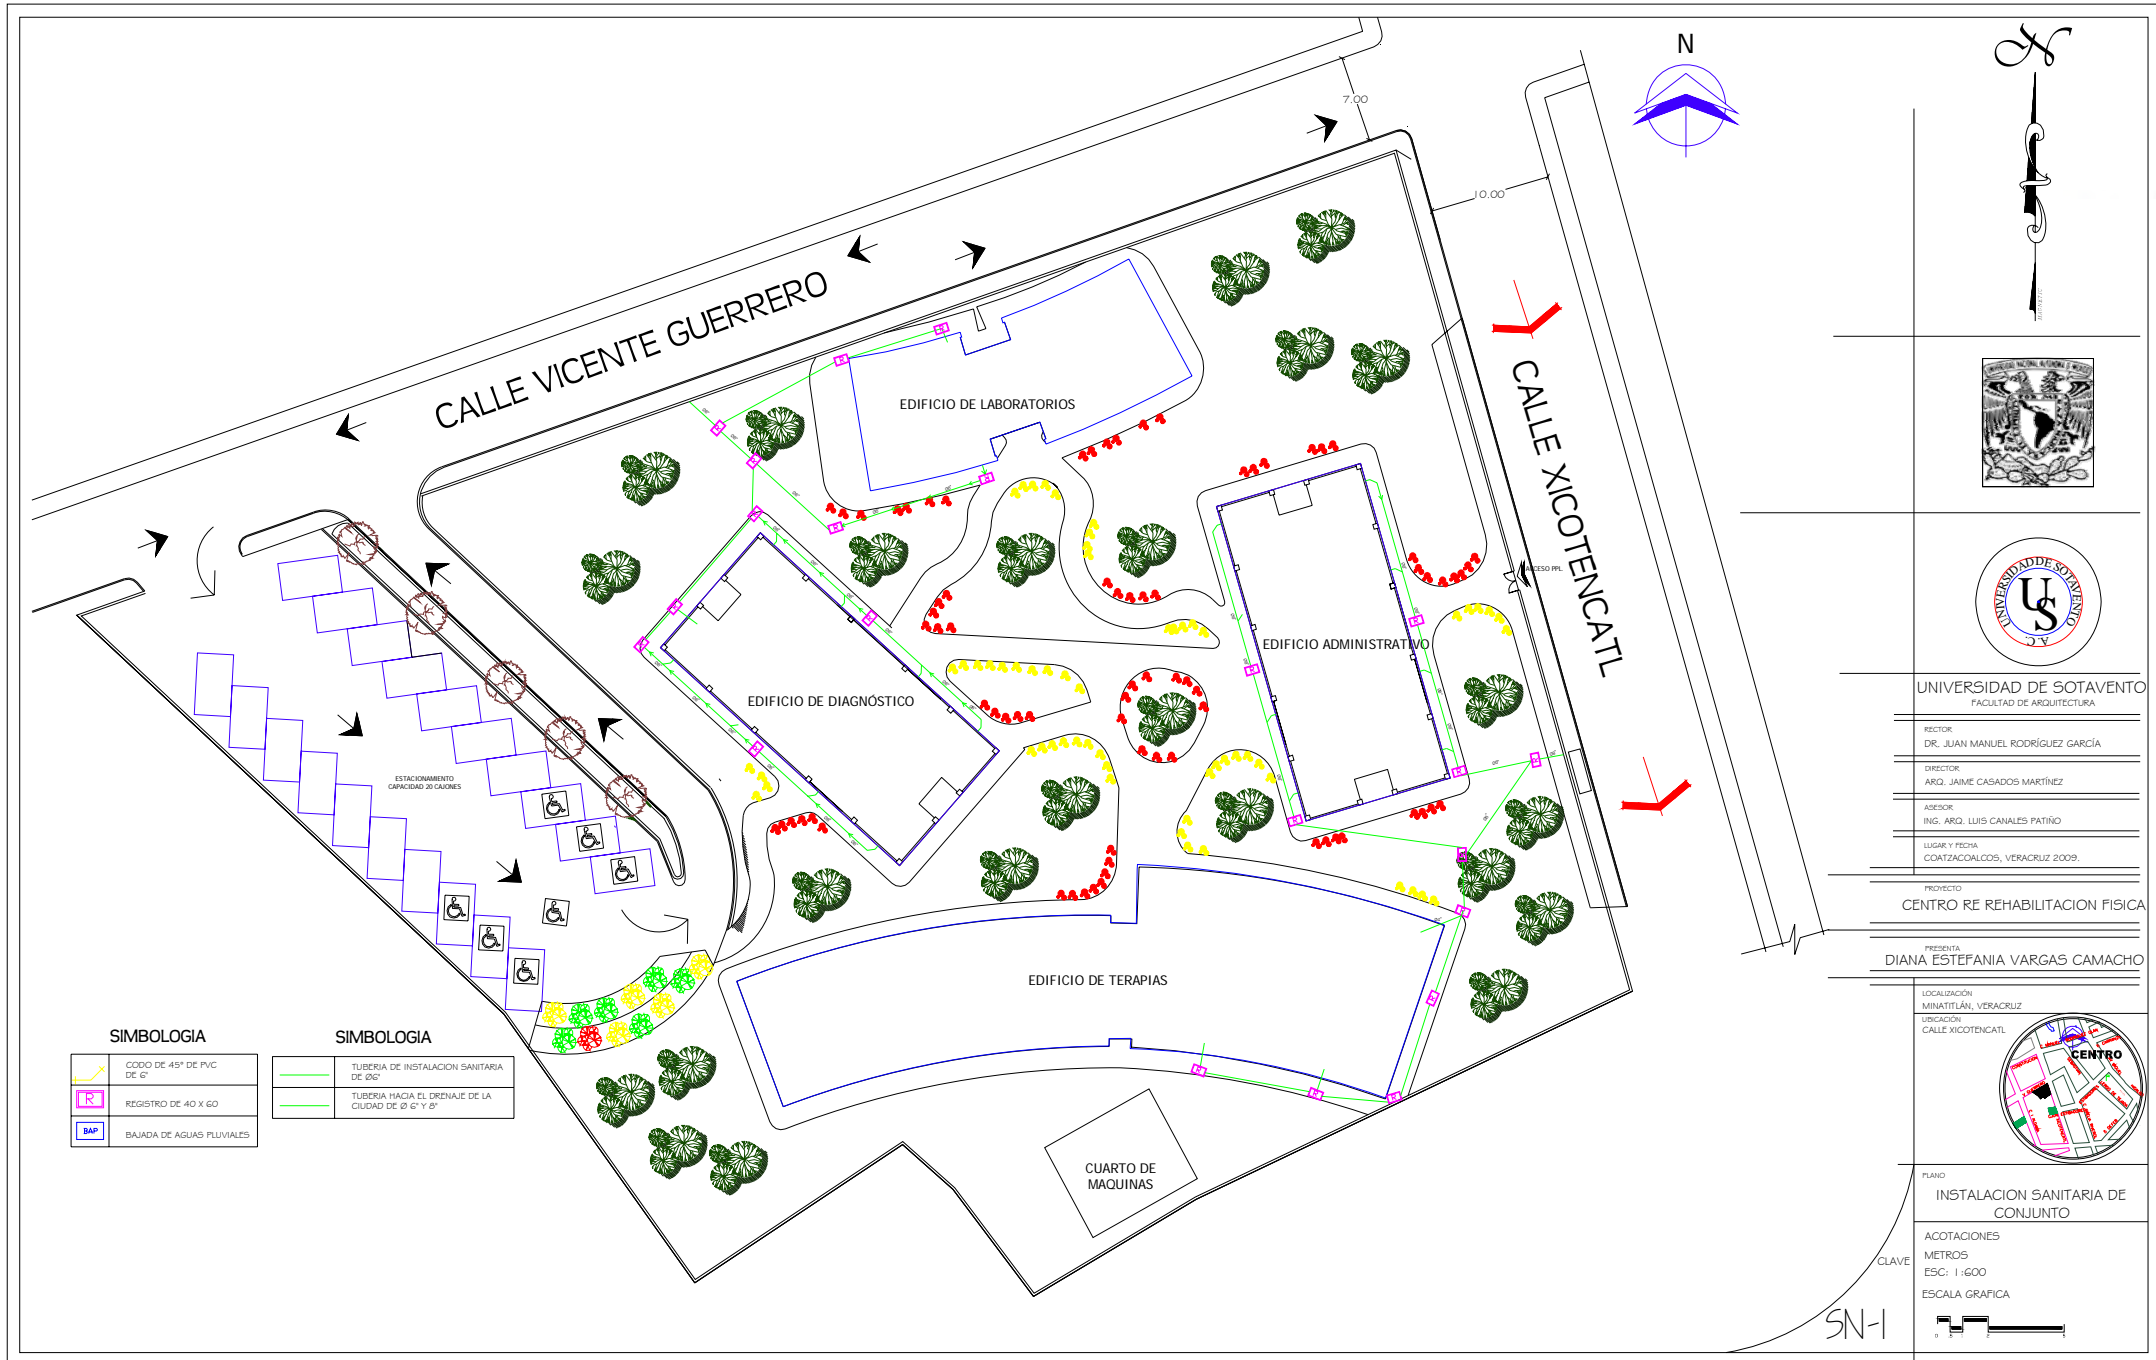 N
7.00
10.00
CALLE VICENTE GUERRERO
CALLE XICOTENCATL
EDIFICIO DE LABORATORIOS
ACCESO PPL.
EDIFICIO ADMINISTRATIVO
EDIFICIO DE DIAGNÓSTICO
ESTACIONAMIENTO
CAPACIDAD 20 CAJONES
EDIFICIO DE TERAPIAS
CUARTO DE
MAQUINAS
SIMBOLOGIA
CODO DE 45° DE PVC
DE 6"
R
REGISTRO DE 40 X 60
BAP
BAJADA DE AGUAS PLUVIALES
SIMBOLOGIA
TUBERIA DE INSTALACION SANITARIA
DE Ø6"
TUBERIA HACIA EL DRENAJE DE LA
CIUDAD DE Ø 6" Y 8"
N
UNIVERSIDAD DE SOTAVENTO
A.C.
US
UNIVERSIDAD DE SOTAVENTO
FACULTAD DE ARQUITECTURA
RECTOR
DR. JUAN MANUEL RODRÍGUEZ GARCÍA
DIRECTOR
ARQ. JAIME CASADOS MARTÍNEZ
ASESOR
ING. ARQ. LUIS CANALES PATIÑO
LUGAR Y FECHA
COATZACOALCOS, VERACRUZ 2009.
PROYECTO
CENTRO RE REHABILITACION FISICA
PRESENTA
DIANA ESTEFANIA VARGAS CAMACHO
LOCALIZACIÓN
MINATITLÁN, VERACRUZ
UBICACIÓN
CALLE XICOTENCATL
CENTRO
PLANO
INSTALACION SANITARIA DE
CONJUNTO
ACOTACIONES
METROS
ESC: 1:600
ESCALA GRAFICA
CLAVE
SN-1